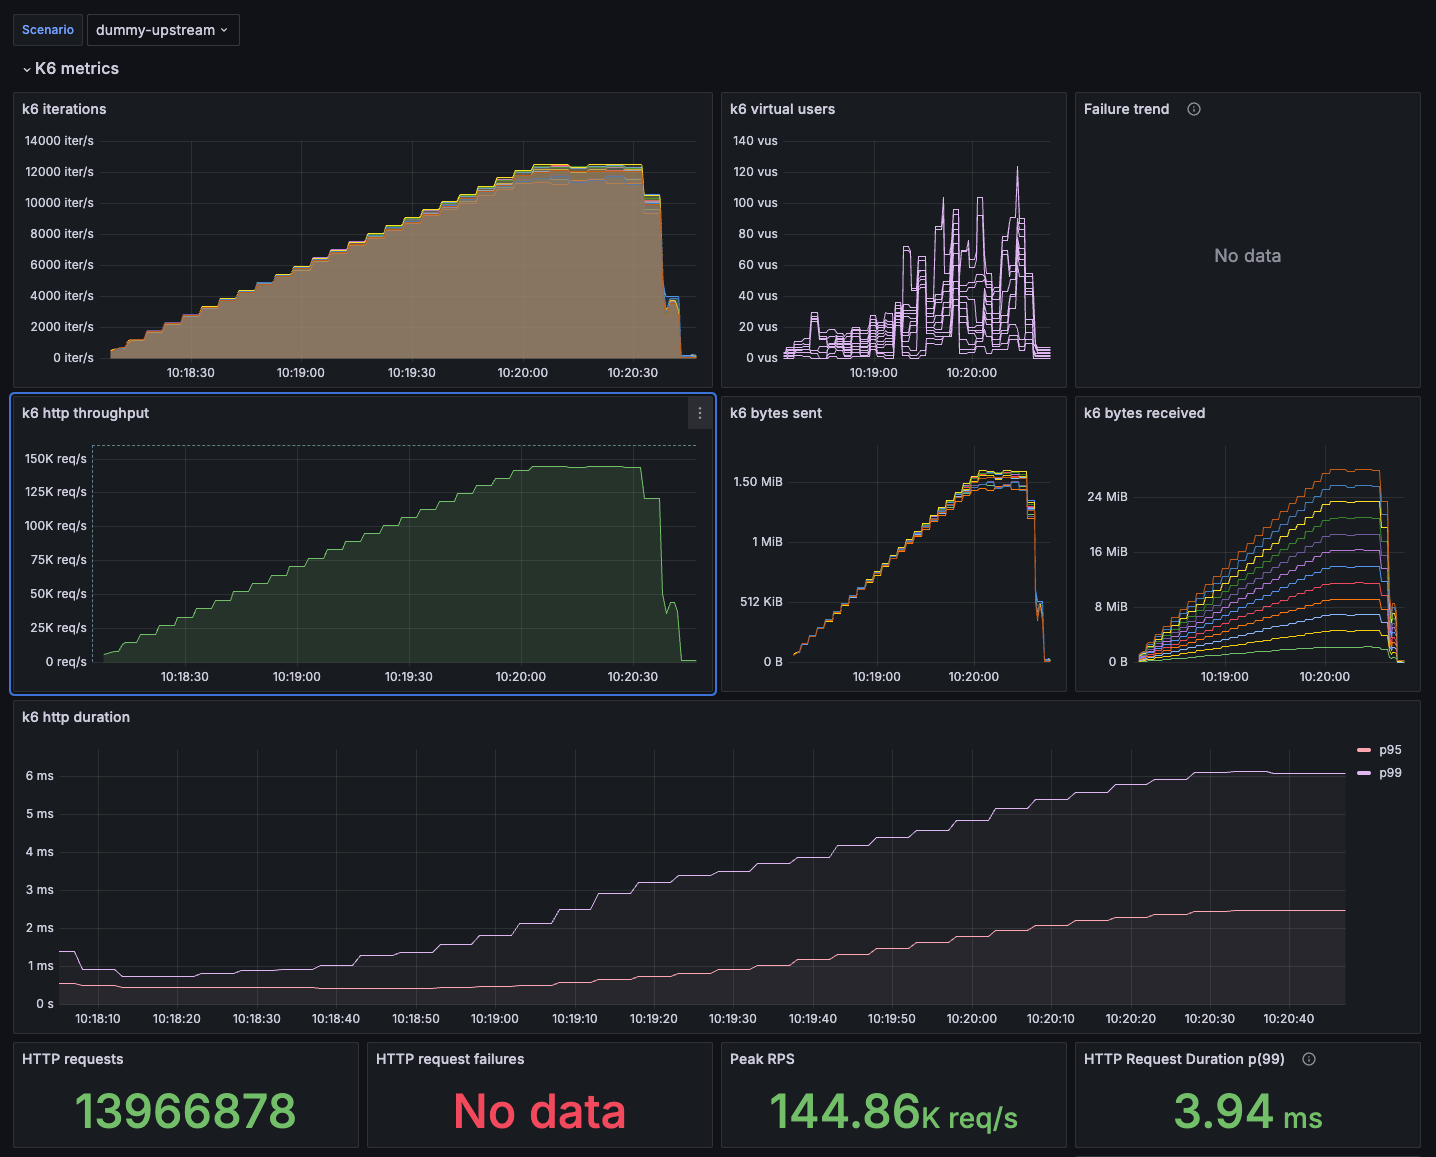 Scenario dummy-upstream
K6 metrics
k6 iterations
14000 iter/s
12000 iter/s
10000 iter/s
8000 iter/s
6000 iter/s
4000 iter/s
2000 iter/s
0 iter/s
10:18:30 10:19:00 10:19:30 10:20:00 10:20:30
k6 virtual users
140 vus
120 vus
100 vus
80 vus
60 vus
40 vus
20 vus
0 vus
10:19:00 10:20:00
Failure trend
No data
k6 http throughput
150K req/s
125K req/s
100K req/s
75K req/s
50K req/s
25K req/s
0 req/s
10:18:30 10:19:00 10:19:30 10:20:00 10:20:30
k6 bytes sent
1.50 MiB
1 MiB
512 KiB
0 B
10:19:00 10:20:00
k6 bytes received
24 MiB
16 MiB
8 MiB
0 B
10:19:00 10:20:00
k6 http duration
6 ms
5 ms
4 ms
3 ms
2 ms
1 ms
0 s
10:18:10 10:18:20 10:18:30 10:18:40 10:18:50 10:19:00 10:19:10 10:19:20 10:19:30 10:19:40 10:19:50 10:20:00 10:20:10 10:20:20 10:20:30 10:20:40
p95
p99
HTTP requests
13966878
HTTP request failures
No data
Peak RPS
144.86K req/s
HTTP Request Duration p(99)
3.94 ms